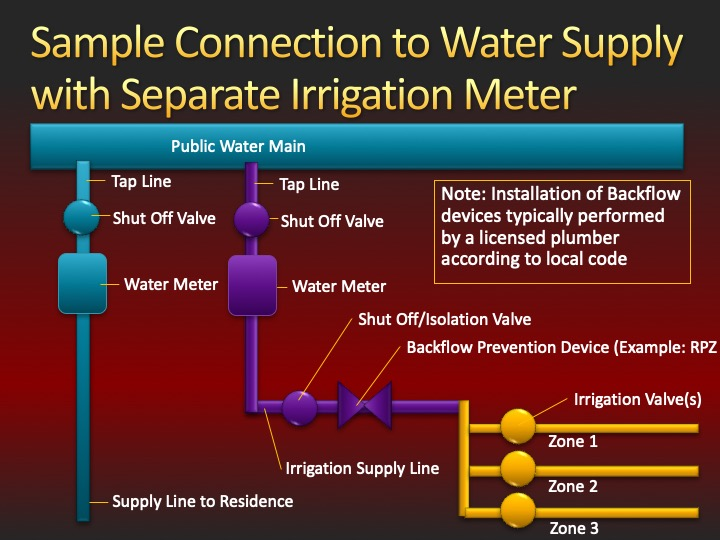 Sample Connection to Water Supply
with Separate Irrigation Meter
Public Water Main
Tap Line
Tap Line
Shut Off Valve
Shut Off Valve
Note: Installation of Backflow
devices typically performed
by a licensed plumber
according to local code
Water Meter
Water Meter
Shut Off/Isolation Valve
Backflow Prevention Device (Example: RPZ
Irrigation Valve(s)
Zone 1
Irrigation Supply Line
Zone 2
Supply Line to Residence
Zone 3